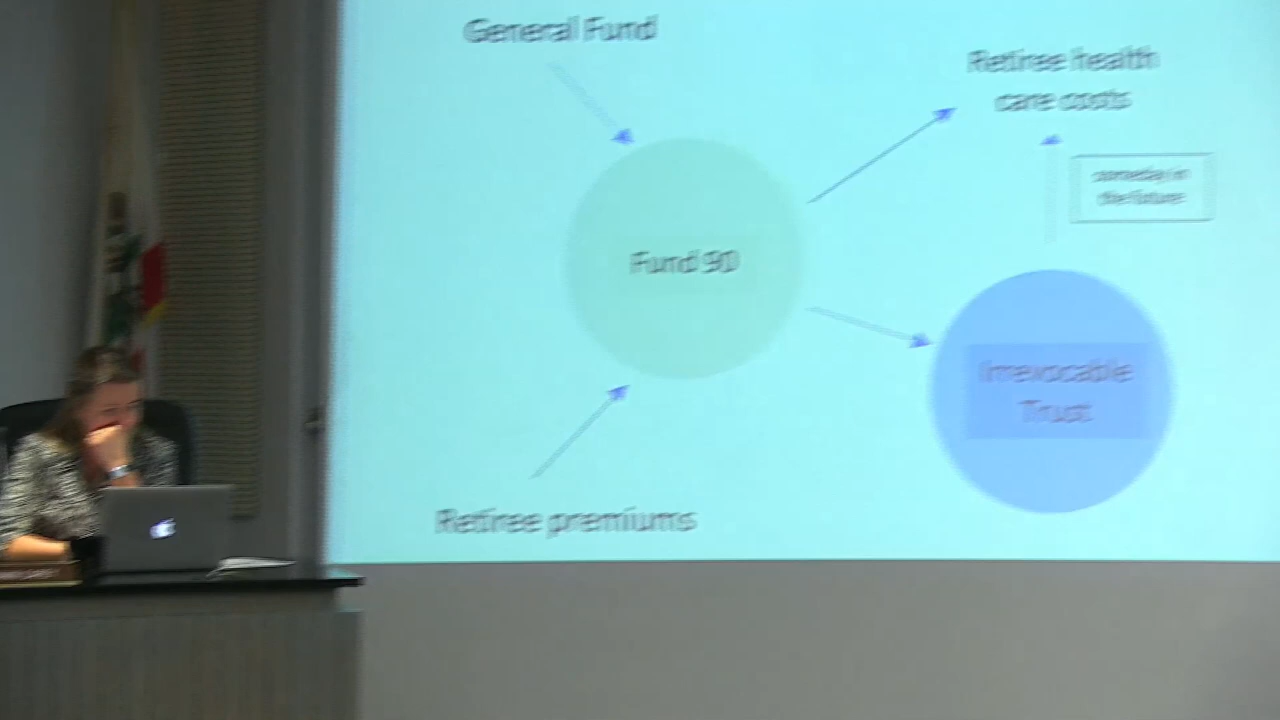 General Fund
Retiree health
care costs
someday in
the future
Fund 90
Irrevocable
Trust
Retiree premiums